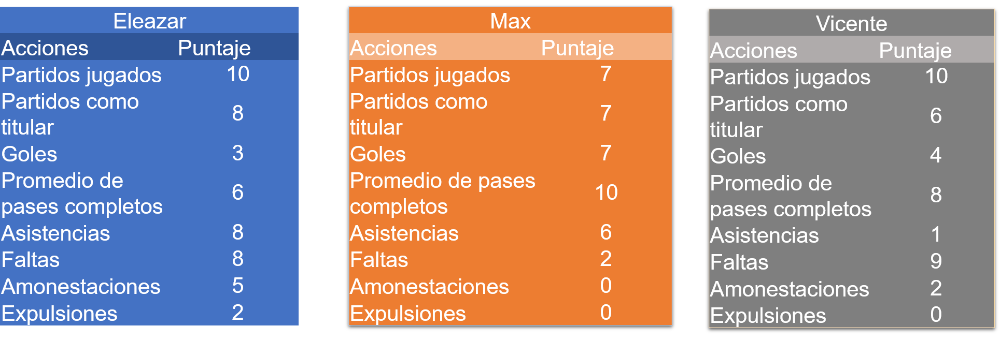 Eleazar
Acciones Puntaje
Partidos jugados 10
Partidos como
titular 8
Goles 3
Promedio de
pases completos 6
Asistencias 8
Faltas 8
Amonestaciones 5
Expulsiones 2
Max
Acciones Puntaje
Partidos jugados 7
Partidos como
titular 7
Goles 7
Promedio de pases
completos 10
Asistencias 6
Faltas 2
Amonestaciones 0
Expulsiones 0
Vicente
Acciones Puntaje
Partidos jugados 10
Partidos como
titular 6
Goles 4
Promedio de
pases completos 8
Asistencias 1
Faltas 9
Amonestaciones 2
Expulsiones 0